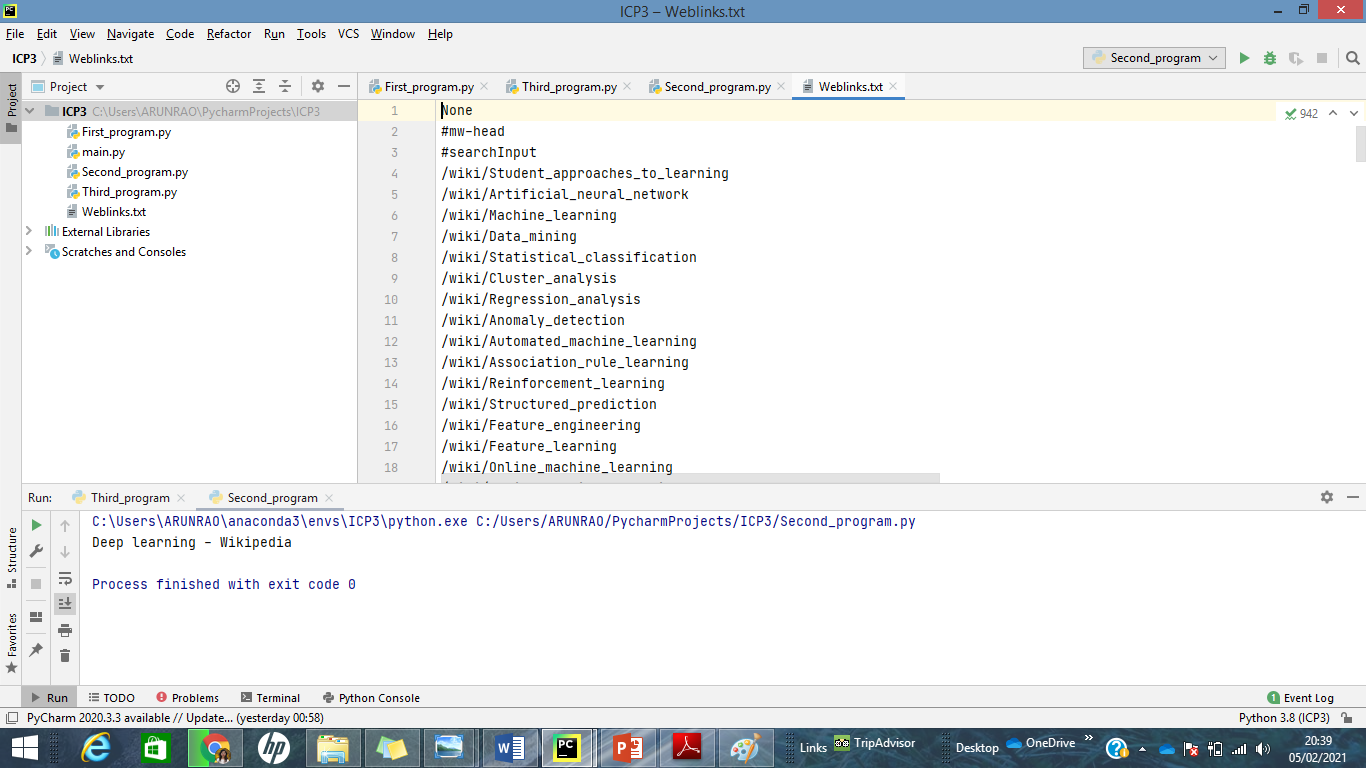 ICP3 – Weblinks.txt
File Edit View Navigate Code Refactor Run Tools VCS Window Help
ICP3 Weblinks.txt
Second_program
Project
First_program.py
Third_program.py
Second_program.py
Weblinks.txt
Project
ICP3 C:\Users\ARUNRAO\PycharmProjects\ICP3
First_program.py
main.py
Second_program.py
Third_program.py
Weblinks.txt
External Libraries
Scratches and Consoles
942
1 None
2 #mw-head
3 #searchInput
4 /wiki/Student_approaches_to_learning
5 /wiki/Artificial_neural_network
6 /wiki/Machine_learning
7 /wiki/Data_mining
8 /wiki/Statistical_classification
9 /wiki/Cluster_analysis
10 /wiki/Regression_analysis
11 /wiki/Anomaly_detection
12 /wiki/Automated_machine_learning
13 /wiki/Association_rule_learning
14 /wiki/Reinforcement_learning
15 /wiki/Structured_prediction
16 /wiki/Feature_engineering
17 /wiki/Feature_learning
18 /wiki/Online_machine_learning
Run: Third_program Second_program
C:\Users\ARUNRAO\anaconda3\envs\ICP3\python.exe C:/Users/ARUNRAO/PycharmProjects/ICP3/Second_program.py
Deep learning - Wikipedia
Process finished with exit code 0
Structure
Favorites
Run TODO Problems Terminal Python Console
1 Event Log
PyCharm 2020.3.3 available // Update... (yesterday 00:58)
Python 3.8 (ICP3)
Links TripAdvisor
Desktop OneDrive
20:39
05/02/2021